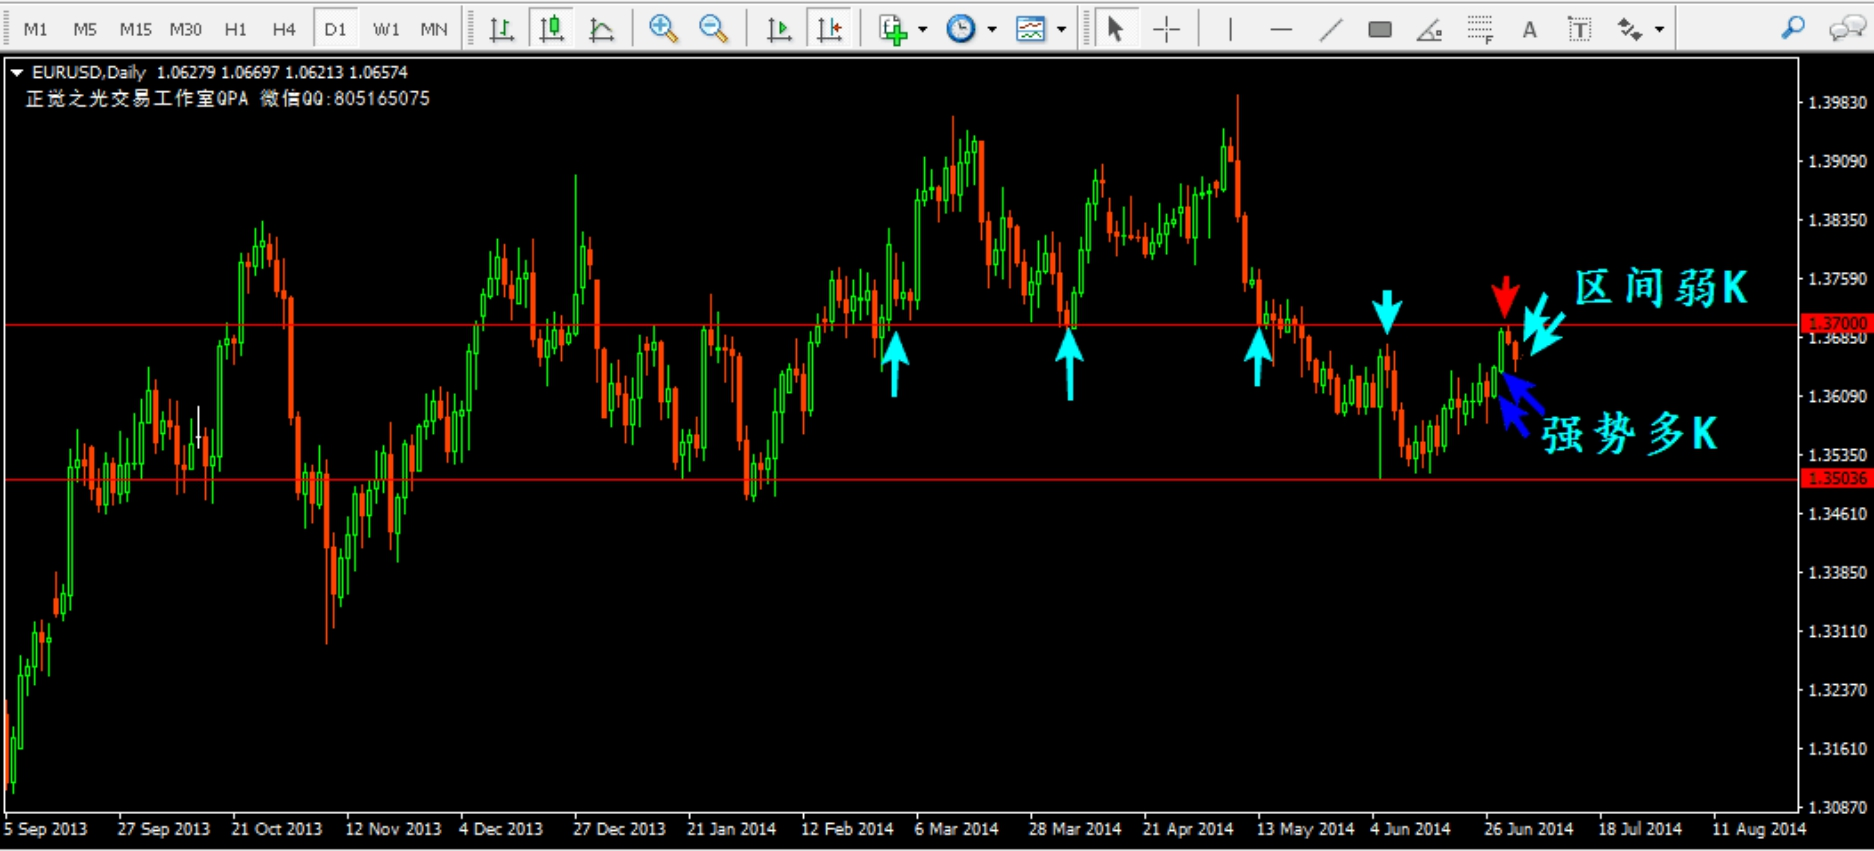 M1 M5 M15 M30 H1 H4 D1 W1 MN A T
EURUSD,Daily 1.06279 1.06697 1.06213 1.06574
正觉之光交易工作室QPA 微信QQ:805165075
1.39830
1.39090
1.38350
1.37590
区间弱K
1.37000
1.36850
1.36090
强势多K
1.35350
1.35036
1.34610
1.33850
1.33110
1.32370
1.31610
1.30870
5 Sep 2013 27 Sep 2013 21 Oct 2013 12 Nov 2013 4 Dec 2013 27 Dec 2013 21 Jan 2014 12 Feb 2014 6 Mar 2014 28 Mar 2014 21 Apr 2014 13 May 2014 4 Jun 2014 26 Jun 2014 18 Jul 2014 11 Aug 2014